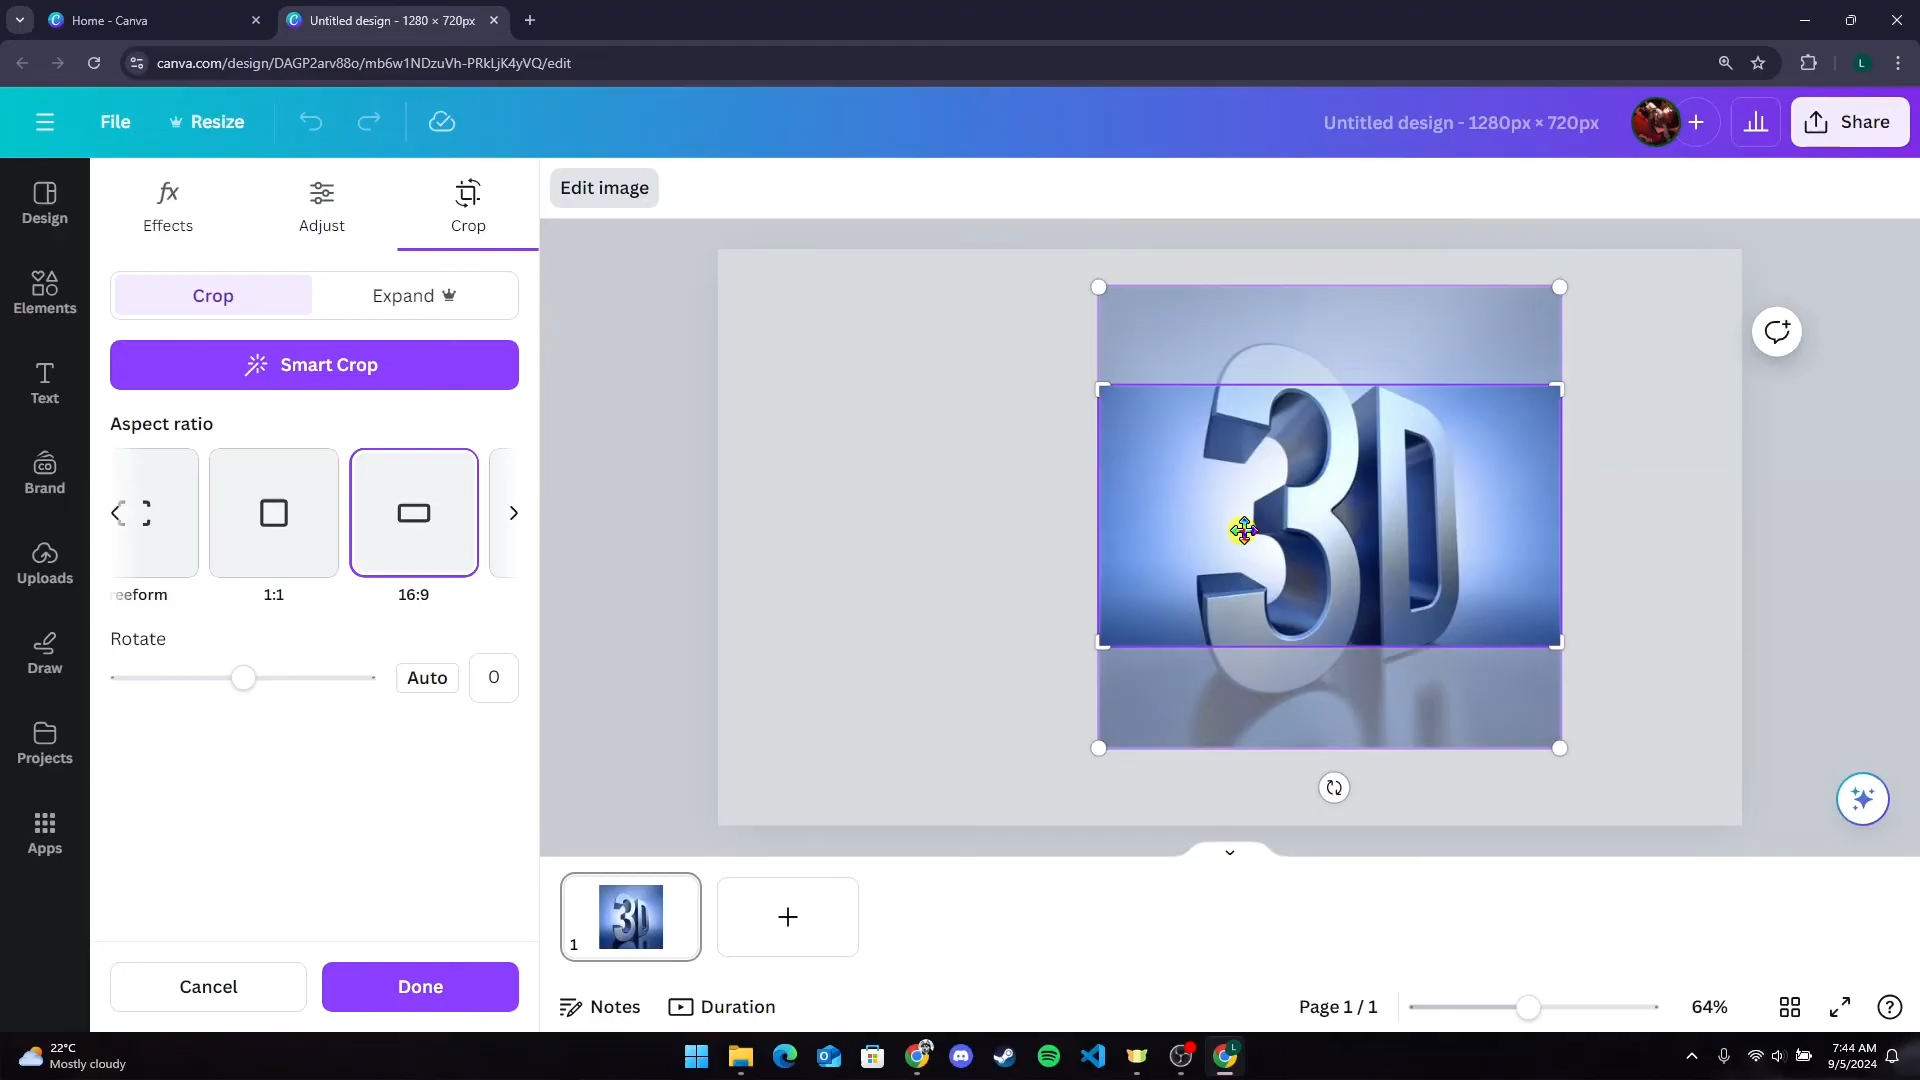 Home - Canva
Untitled design - 1280 × 720px
canva.com/design/DAGP2arv88o/mb6w1NDzuVh-PRkLjK4yVQ/edit
L
File
Resize
Untitled design - 1280px × 720px
Share
Design
Elements
Text
Brand
Uploads
Draw
Projects
Apps
Effects
Adjust
Crop
Edit image
Crop
Expand
Smart Crop
Aspect ratio
reeform
1:1
16:9
Rotate
Auto
0
3D
Cancel
Done
1
3D
Notes
Duration
Page 1 / 1
64%
22°C
Mostly cloudy
7:44 AM
9/5/2024